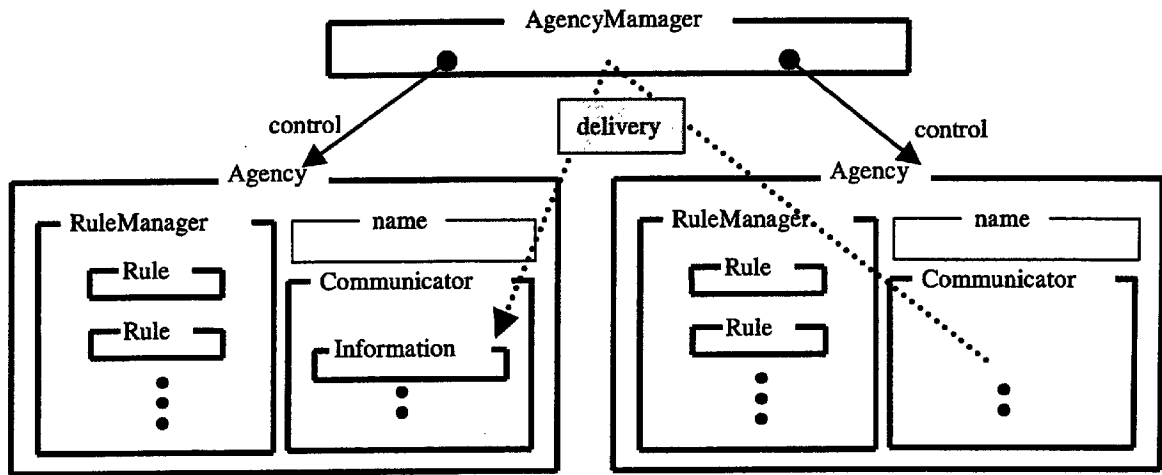 AgencyMamager
control
delivery
control
Agency
Agency
RuleManager
name
RuleManager
name
Rule
Communicator
Rule
Communicator
Rule
Information
Rule